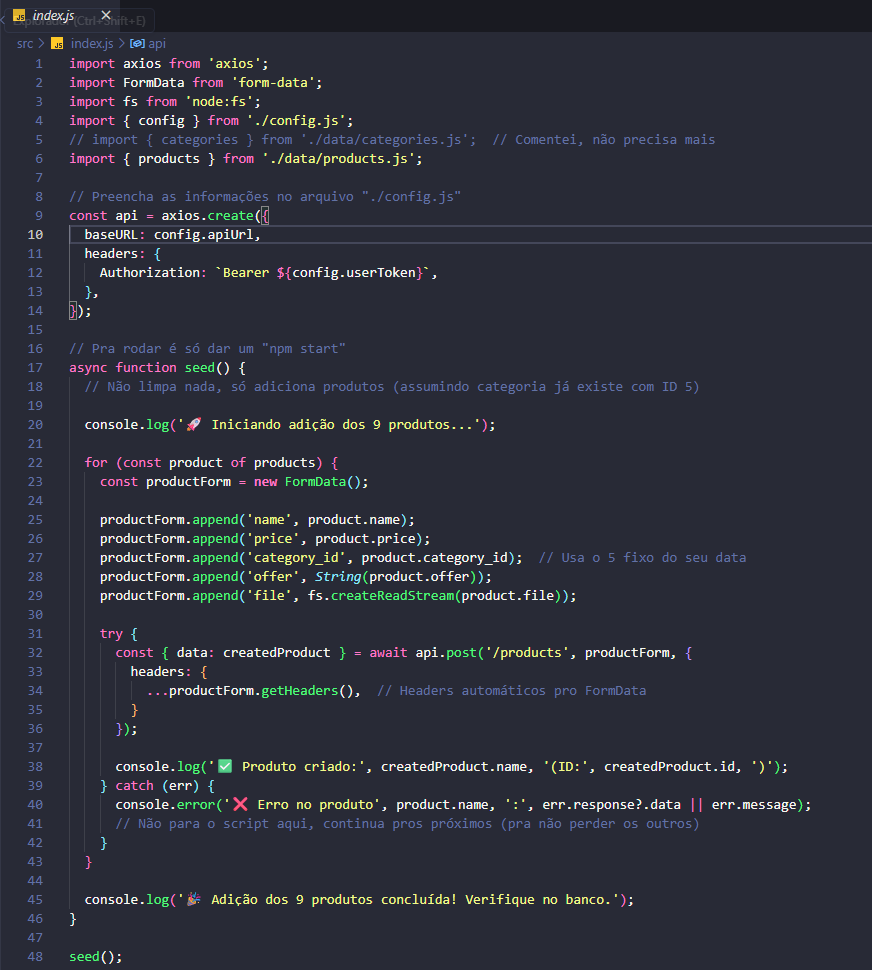 index.js
Explorador (Ctrl+Shift+E)
src > index.js > api
1 import axios from 'axios';
2 import FormData from 'form-data';
3 import fs from 'node:fs';
4 import { config } from './config.js';
5 // import { categories } from './data/categories.js';  // Comentei, não precisa mais
6 import { products } from './data/products.js';
7
8 // Preencha as informações no arquivo "./config.js"
9 const api = axios.create({
10   baseURL: config.apiUrl,
11   headers: {
12     Authorization: `Bearer ${config.userToken}`,
13   },
14 });
15
16 // Pra rodar é só dar um "npm start"
17 async function seed() {
18   // Não limpa nada, só adiciona produtos (assumindo categoria já existe com ID 5)
19
20   console.log('🚀 Iniciando adição dos 9 produtos...');
21
22   for (const product of products) {
23     const productForm = new FormData();
24
25     productForm.append('name', product.name);
26     productForm.append('price', product.price);
27     productForm.append('category_id', product.category_id);  // Usa o 5 fixo do seu data
28     productForm.append('offer', String(product.offer));
29     productForm.append('file', fs.createReadStream(product.file));
30
31     try {
32       const { data: createdProduct } = await api.post('/products', productForm, {
33         headers: {
34           ...productForm.getHeaders(),  // Headers automáticos pro FormData
35         }
36       });
37
38       console.log('✅ Produto criado:', createdProduct.name, '(ID:', createdProduct.id, ')');
39     } catch (err) {
40       console.error('❌ Erro no produto', product.name, ':', err.response?.data || err.message);
41       // Não para o script aqui, continua pros próximos (pra não perder os outros)
42     }
43   }
44
45   console.log('🎉 Adição dos 9 produtos concluída! Verifique no banco.');
46 }
47
48 seed();